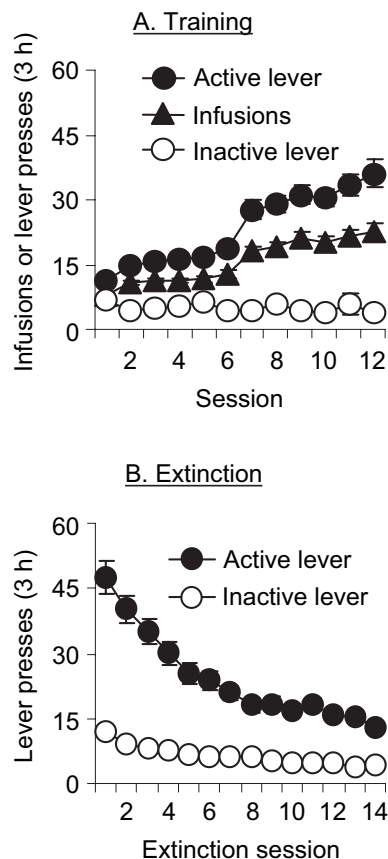 A. Training
60
45
30
15
0
Infusions or lever presses (3 h)
Active lever
Infusions
Inactive lever
2 4 6 8 10 12
Session
B. Extinction
60
45
30
15
0
Lever presses (3 h)
Active lever
Inactive lever
2 4 6 8 10 12 14
Extinction session